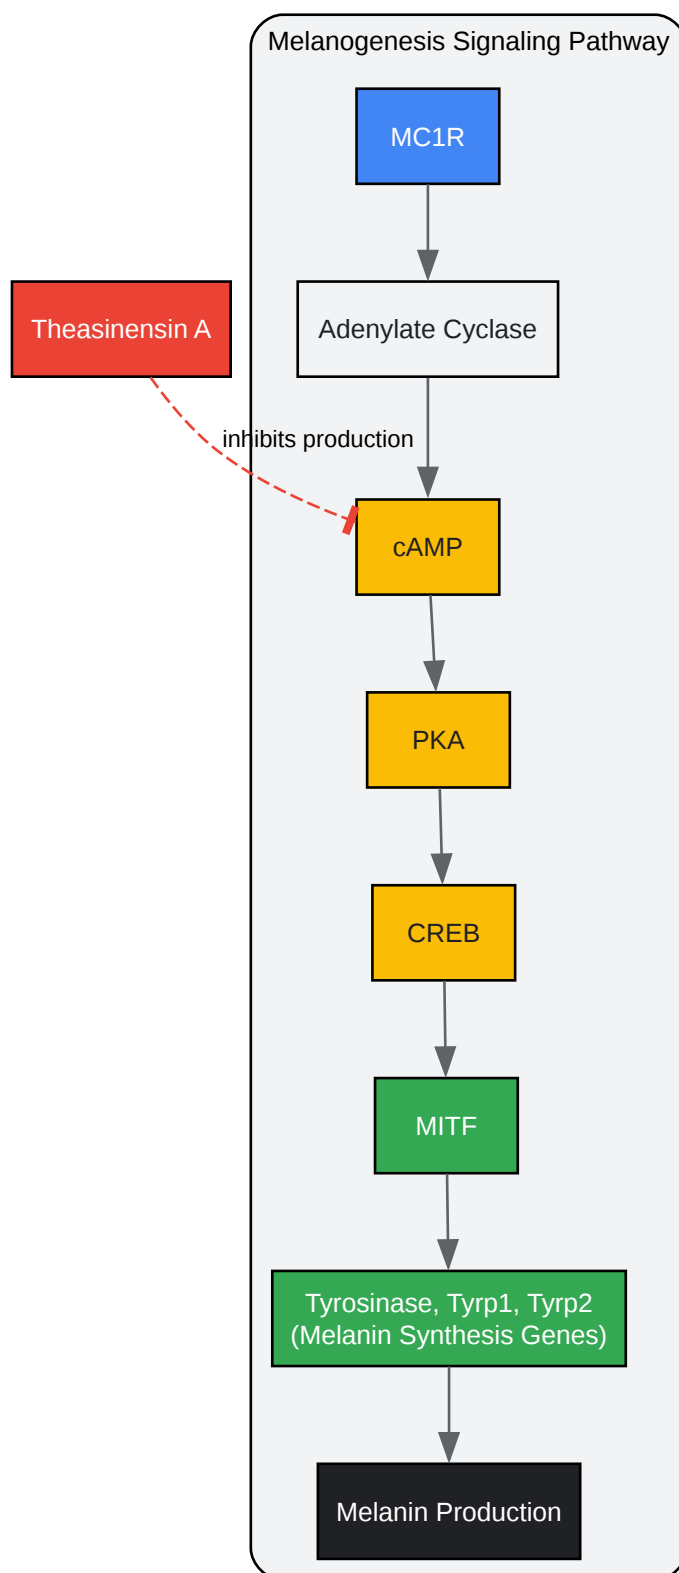 Melanogenesis Signaling Pathway
MC1R
Theasinensin A
Adenylate Cyclase
inhibits production
cAMP
PKA
CREB
MITF
Tyrosinase, Tyrp1, Tyrp2
(Melanin Synthesis Genes)
Melanin Production